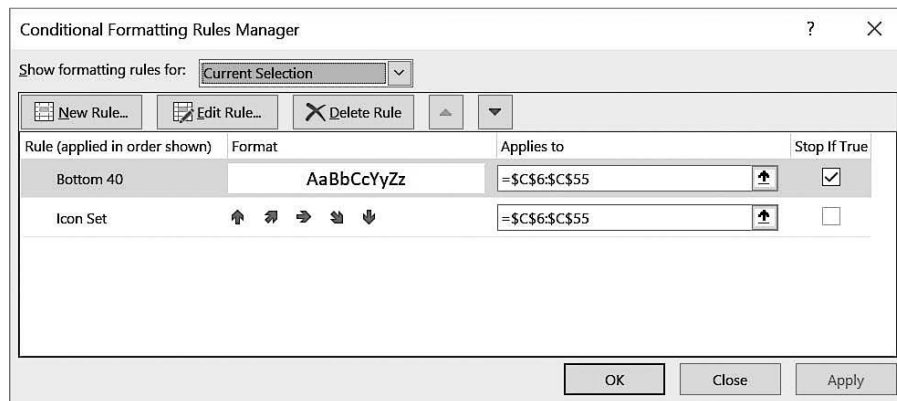 Conditional Formatting Rules Manager ? ×
Show formatting rules for: Current Selection
New Rule... Edit Rule... Delete Rule
Rule (applied in order shown) Format Applies to Stop If True
Bottom 40 AaBbCcYyZz =$C$6:$C$55
Icon Set =$C$6:$C$55
OK Close Apply